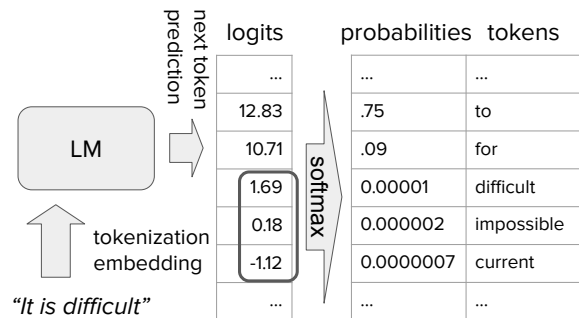 next token
prediction
logits
probabilities
tokens
...
...
...
12.83
.75
to
10.71
.09
for
1.69
0.00001
difficult
0.18
0.000002
impossible
-1.12
0.0000007
current
...
...
...
softmax
LM
tokenization
embedding
"It is difficult"